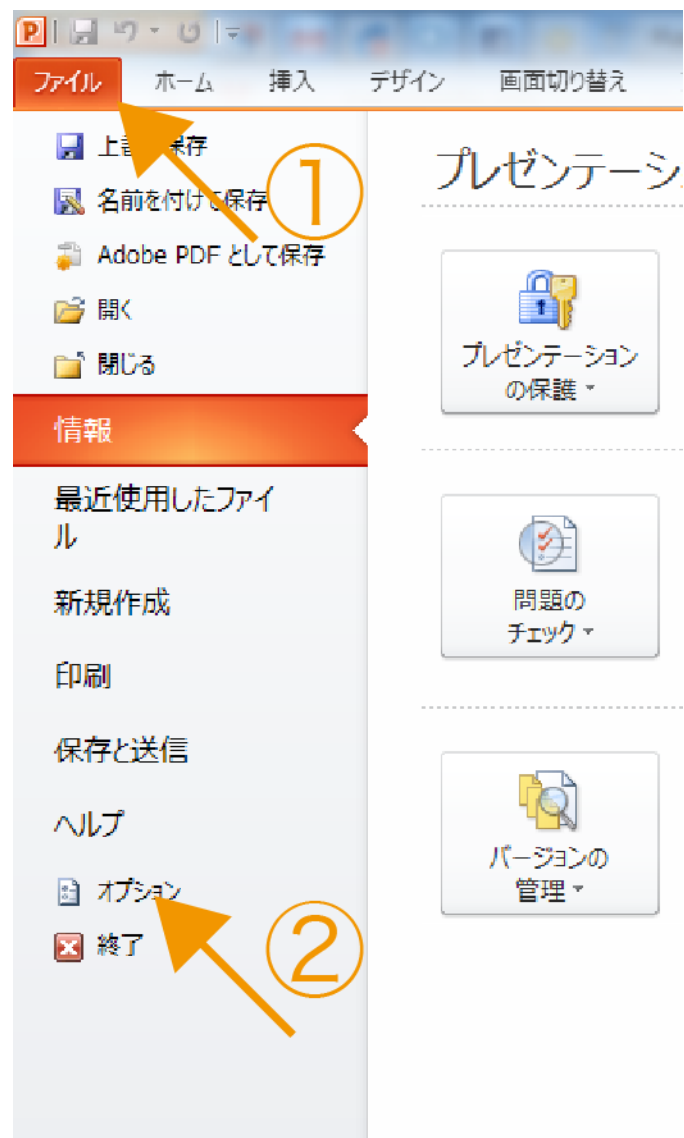 ファイル ホーム 挿入 デザイン 画面切り替え
上書き保存
①
名前を付けて保存
Adobe PDF として保存
開く
閉じる
情報
最近使用したファイ
ル
新規作成
印刷
保存と送信
ヘルプ
オプション
②
終了
プレゼンテーシ
プレゼンテーション
の保護
問題の
チェック
バージョンの
管理